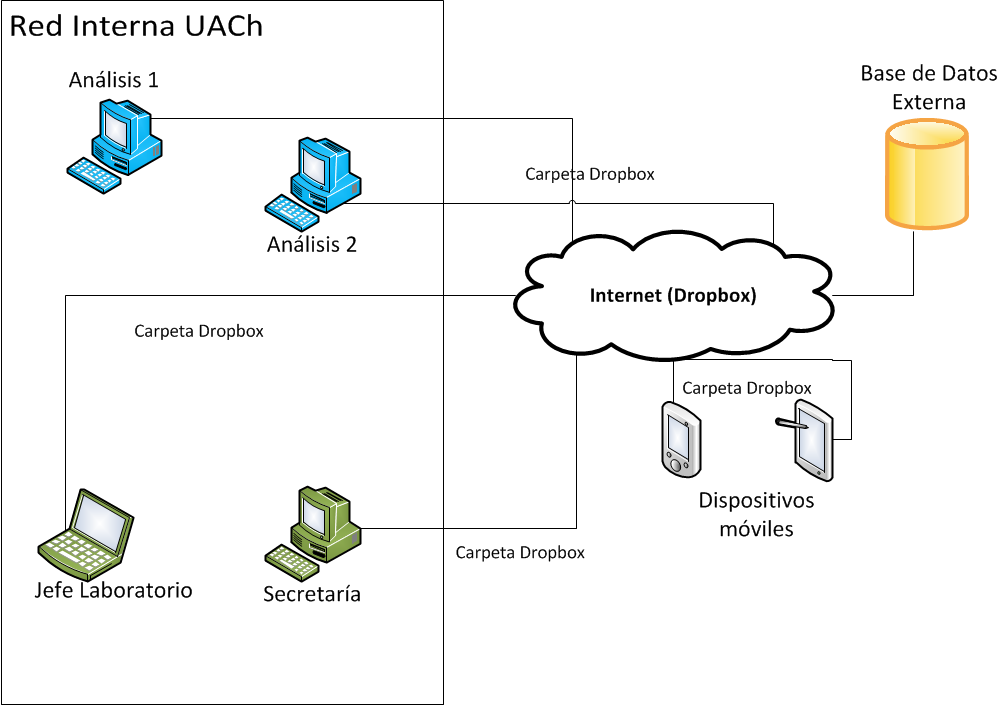 Red Interna UACh
Análisis 1
Base de Datos
Externa
Carpeta Dropbox
Análisis 2
Internet (Dropbox)
Carpeta Dropbox
Carpeta Dropbox
Dispositivos
móviles
Carpeta Dropbox
Jefe Laboratorio
Secretaría